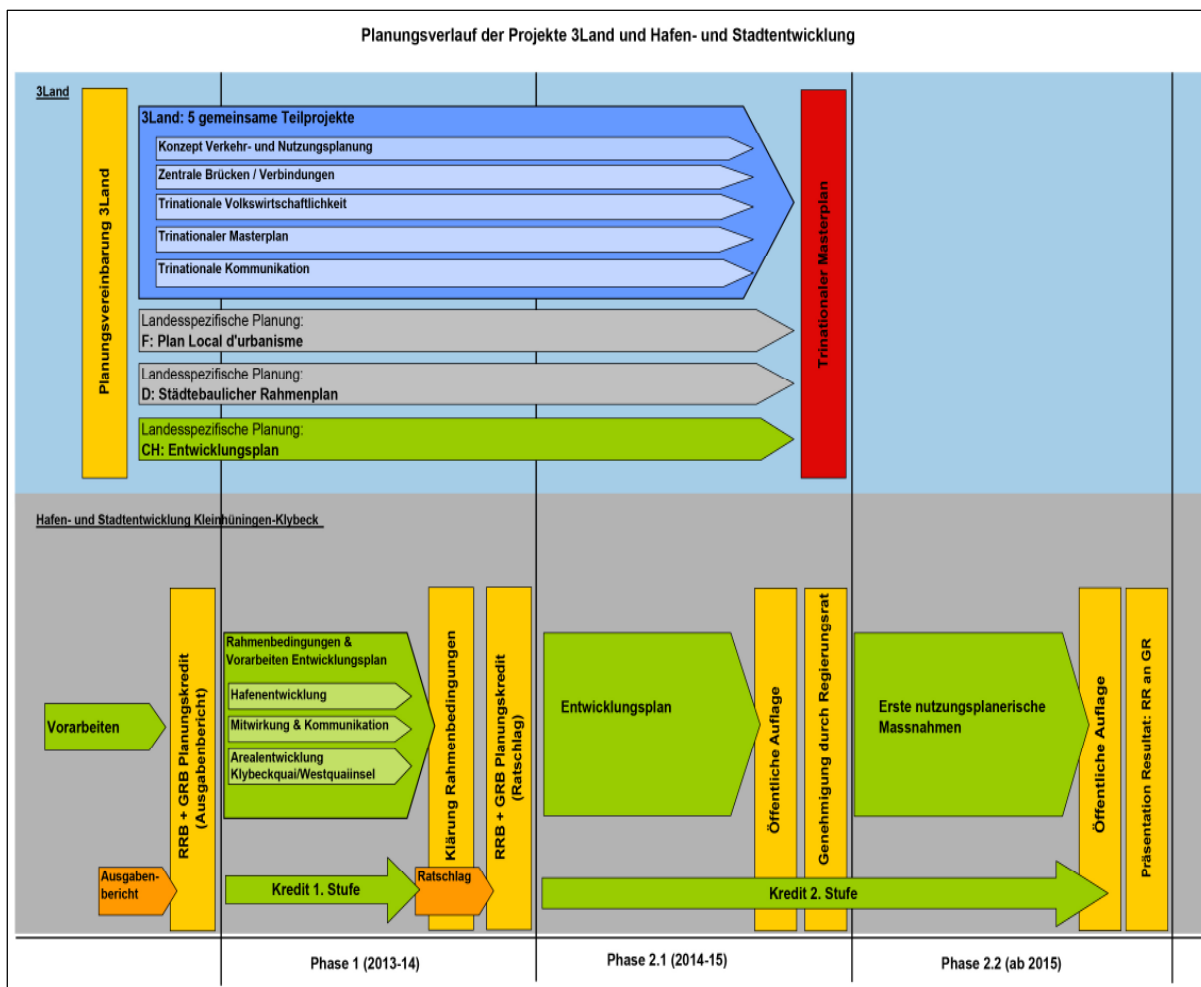 Planungsverlauf der Projekte 3Land und Hafen- und Stadtentwicklung
3Land
Planungsvereinbarung 3Land
3Land: 5 gemeinsame Teilprojekte
Konzept Verkehr- und Nutzungsplanung
Zentrale Brücken / Verbindungen
Trinationale Volkswirtschaftlichkeit
Trinationaler Masterplan
Trinationale Kommunikation
Landesspezifische Planung:
F: Plan Local d'urbanisme
Landesspezifische Planung:
D: Städtebaulicher Rahmenplan
Landesspezifische Planung:
CH: Entwicklungsplan
Trinationaler Masterplan
Hafen- und Stadtentwicklung Kleinhüningen-Klybeck
Vorarbeiten
Ausgaben-
bericht
RRB + GRB Planungskredit
(Ausgabenbericht)
Rahmenbedingungen &
Vorarbeiten Entwicklungsplan
Hafenentwicklung
Mitwirkung & Kommunikation
Arealentwicklung
Klybeckquai/Westquaiinsel
Kredit 1. Stufe
Ratschlag
Klärung Rahmenbedingungen
RRB + GRB Planungskredit
(Ratschlag)
Entwicklungsplan
Öffentliche Auflage
Genehmigung durch Regierungsrat
Erste nutzungsplanerische
Massnahmen
Kredit 2. Stufe
Öffentliche Auflage
Präsentation Resultat: RR an GR
Phase 1 (2013-14)
Phase 2.1 (2014-15)
Phase 2.2 (ab 2015)